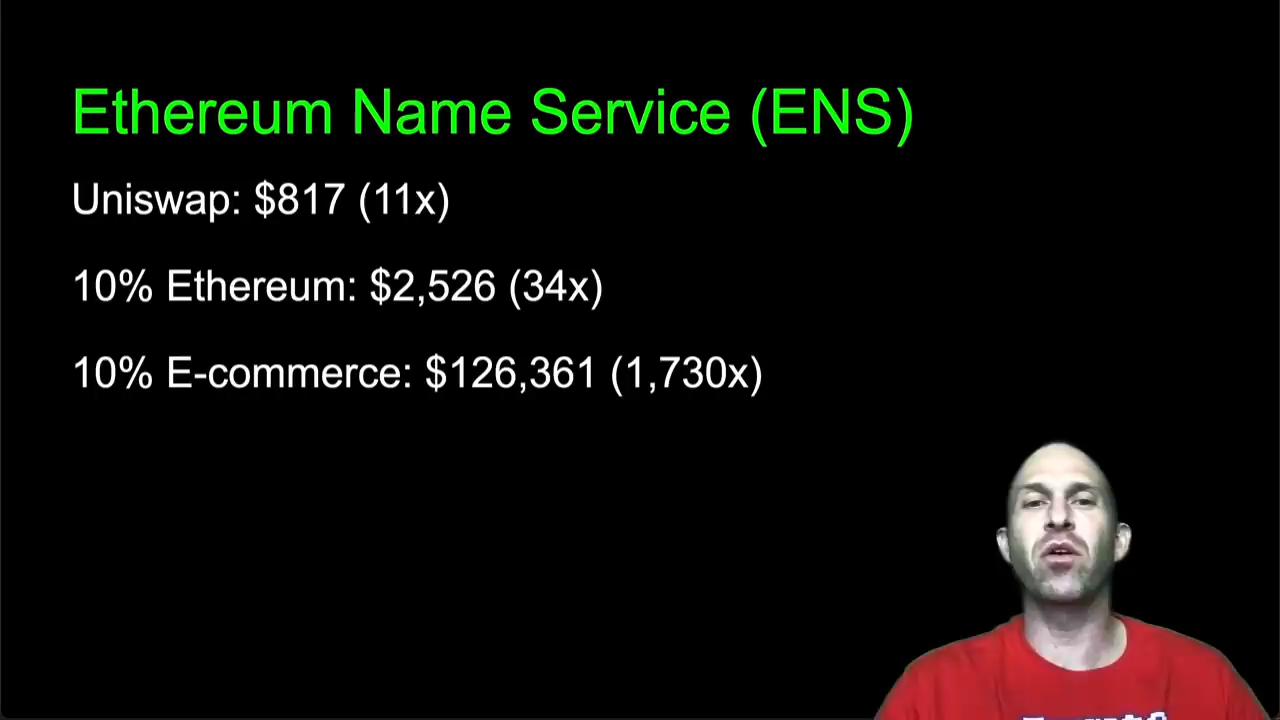 Ethereum Name Service (ENS)
Uniswap: $817 (11x)
10% Ethereum: $2,526 (34x)
10% E-commerce: $126,361 (1,730x)